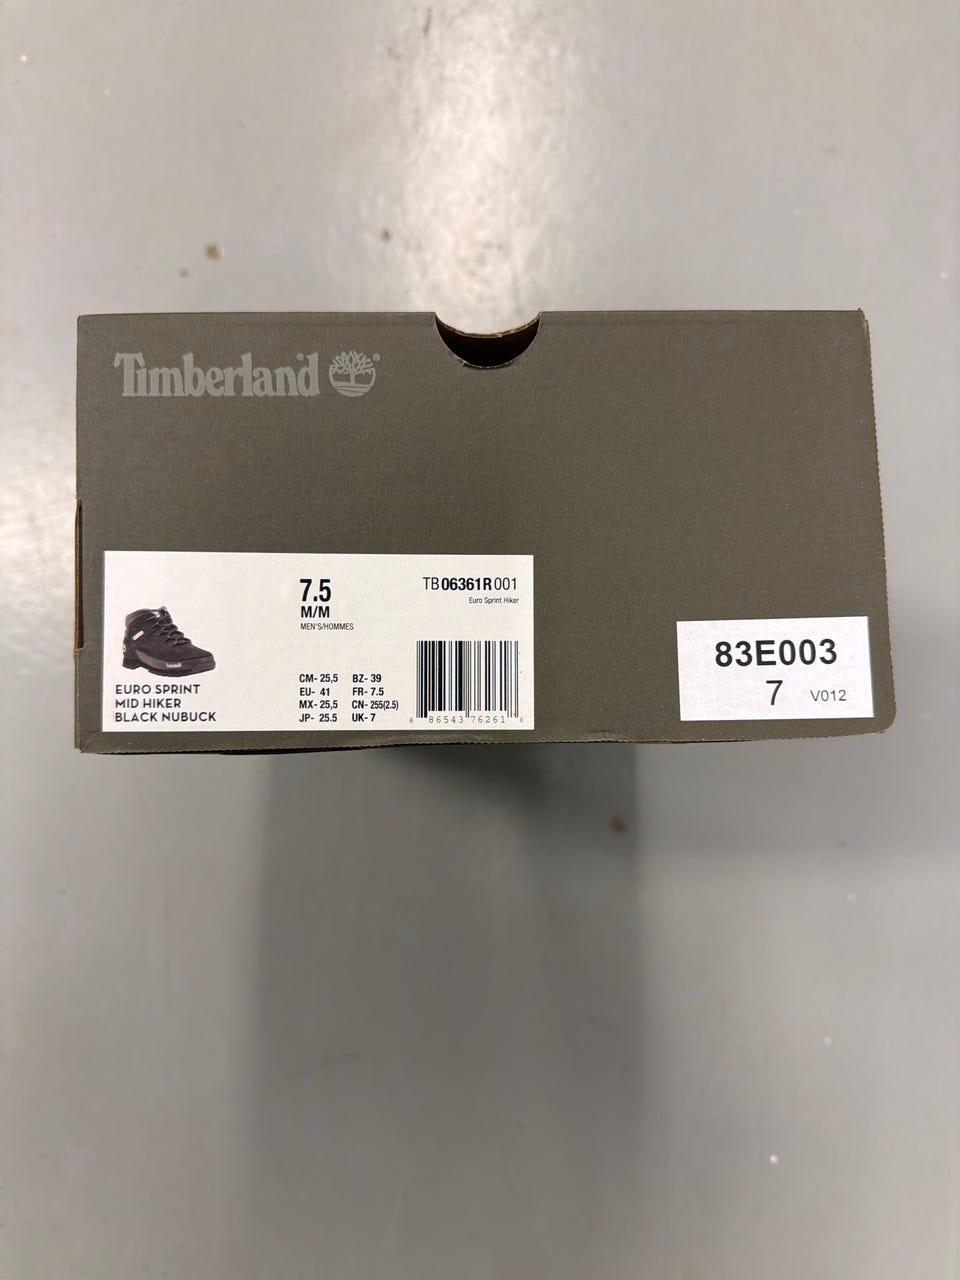 Timberland®
7.5
M/M
MEN'S/HOMMES
TB06361R001
Euro Sprint Hiker
EURO SPRINT
MID HIKER
BLACK NUBUCK
CM- 25,5 BZ- 39
EU- 41 FR- 7.5
MX- 25,5 CN- 255(2.5)
JP- 25.5 UK- 7
8 86543 76261 8
83E003
7 V012